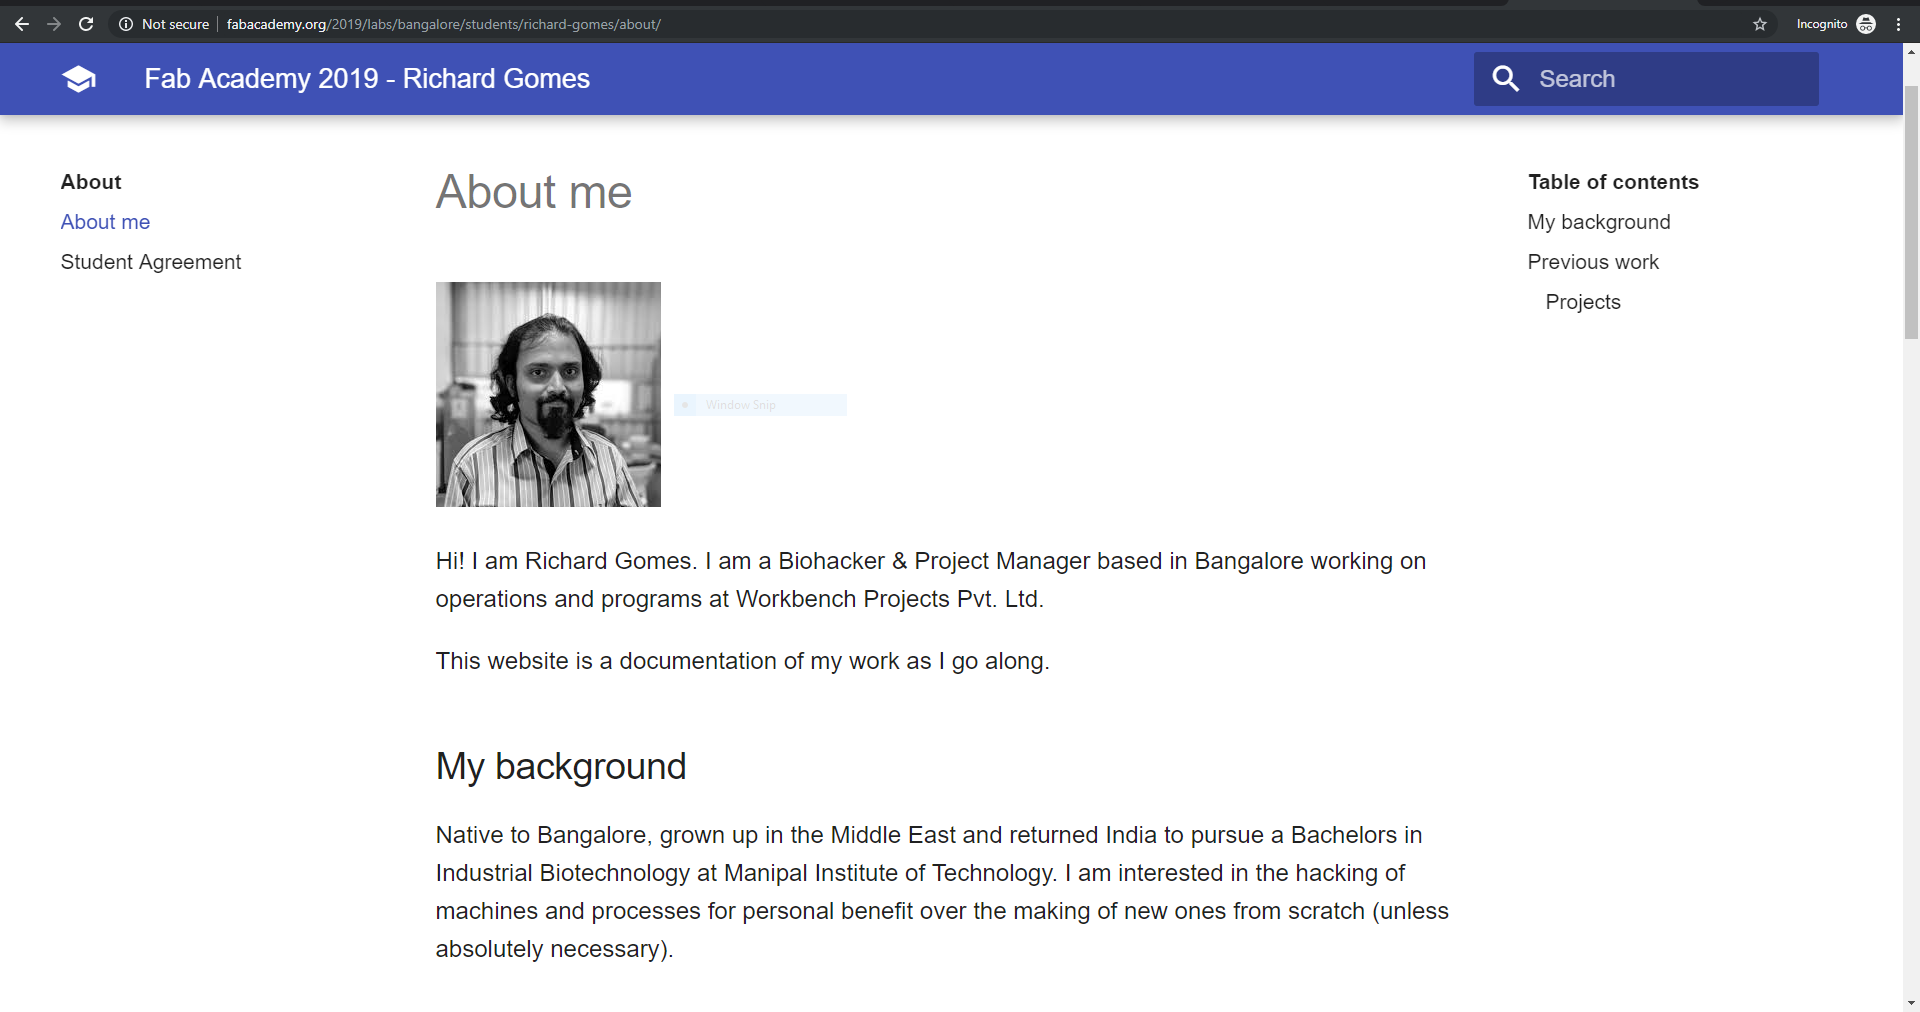 Not secure | fabacademy.org/2019/labs/bangalore/students/richard-gomes/about/
Incognito
Fab Academy 2019 - Richard Gomes
Search
About
About me
Student Agreement
About me
Window Snip
Hi! I am Richard Gomes. I am a Biohacker & Project Manager based in Bangalore working on
operations and programs at Workbench Projects Pvt. Ltd.
This website is a documentation of my work as I go along.
My background
Native to Bangalore, grown up in the Middle East and returned India to pursue a Bachelors in
Industrial Biotechnology at Manipal Institute of Technology. I am interested in the hacking of
machines and processes for personal benefit over the making of new ones from scratch (unless
absolutely necessary).
Table of contents
My background
Previous work
Projects